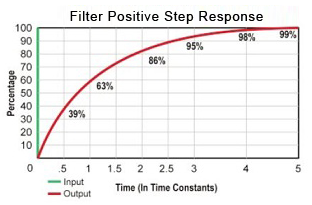 Filter Positive Step Response
Percentage
100
90
80
70
60
50
40
30
20
10
39%
63%
86%
95%
98%
99%
0 .5 1 1.5 2 2.5 3 4 5
Input
Output
Time (In Time Constants)